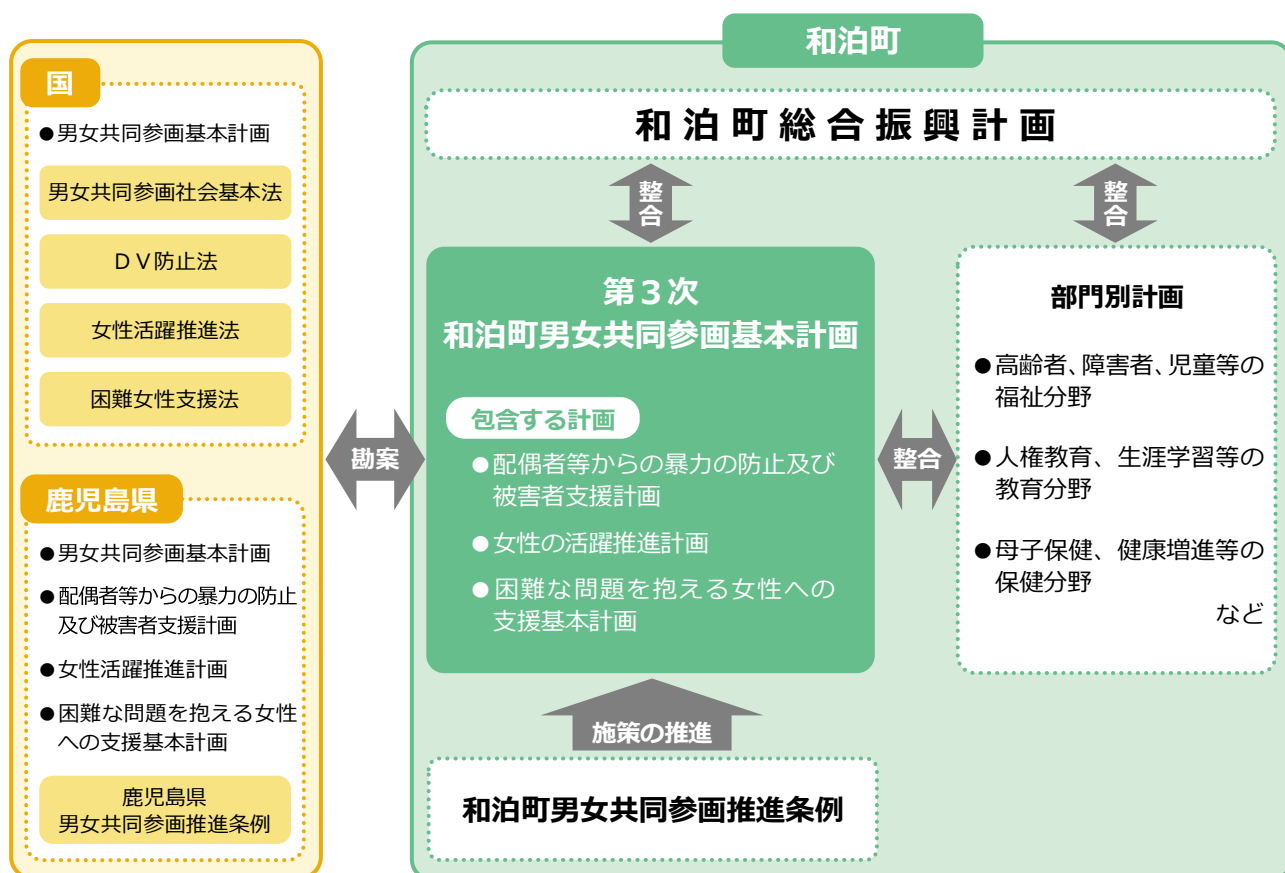 国
●男女共同参画基本計画
男女共同参画社会基本法
DV防止法
女性活躍推進法
困難女性支援法
鹿児島県
●男女共同参画基本計画
●配偶者等からの暴力の防止
及び被害者支援計画
●女性活躍推進計画
●困難な問題を抱える女性
への支援基本計画
鹿児島県
男女共同参画推進条例
勘案
和泊町
和泊町総合振興計画
整合
整合
第3次
和泊町男女共同参画基本計画
包含する計画
●配偶者等からの暴力の防止及び
被害者支援計画
●女性の活躍推進計画
●困難な問題を抱える女性への
支援基本計画
整合
部門別計画
●高齢者、障害者、児童等の
福祉分野
●人権教育、生涯学習等の
教育分野
●母子保健、健康増進等の
保健分野
など
施策の推進
和泊町男女共同参画推進条例